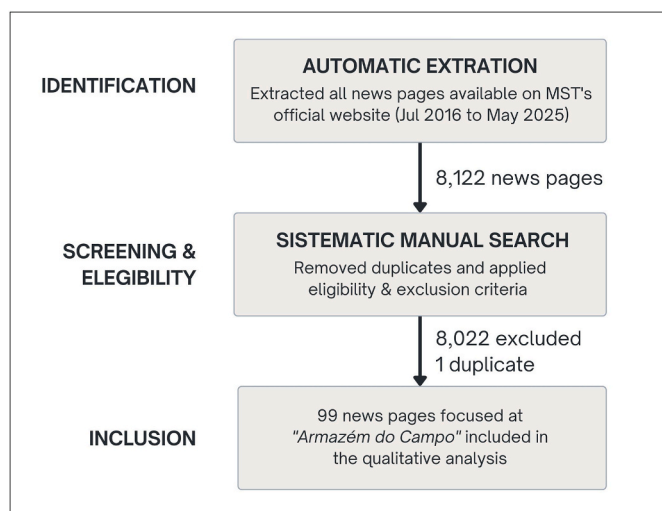 IDENTIFICATION
AUTOMATIC EXTRATION
Extracted all news pages available on MST's
official website (Jul 2016 to May 2025)
8,122 news pages
SCREENING &
ELEGIBILITY
SISTEMATIC MANUAL SEARCH
Removed duplicates and applied
eligibility & exclusion criteria
8,022 excluded
1 duplicate
INCLUSION
99 news pages focused at
"Armazém do Campo" included in
the qualitative analysis